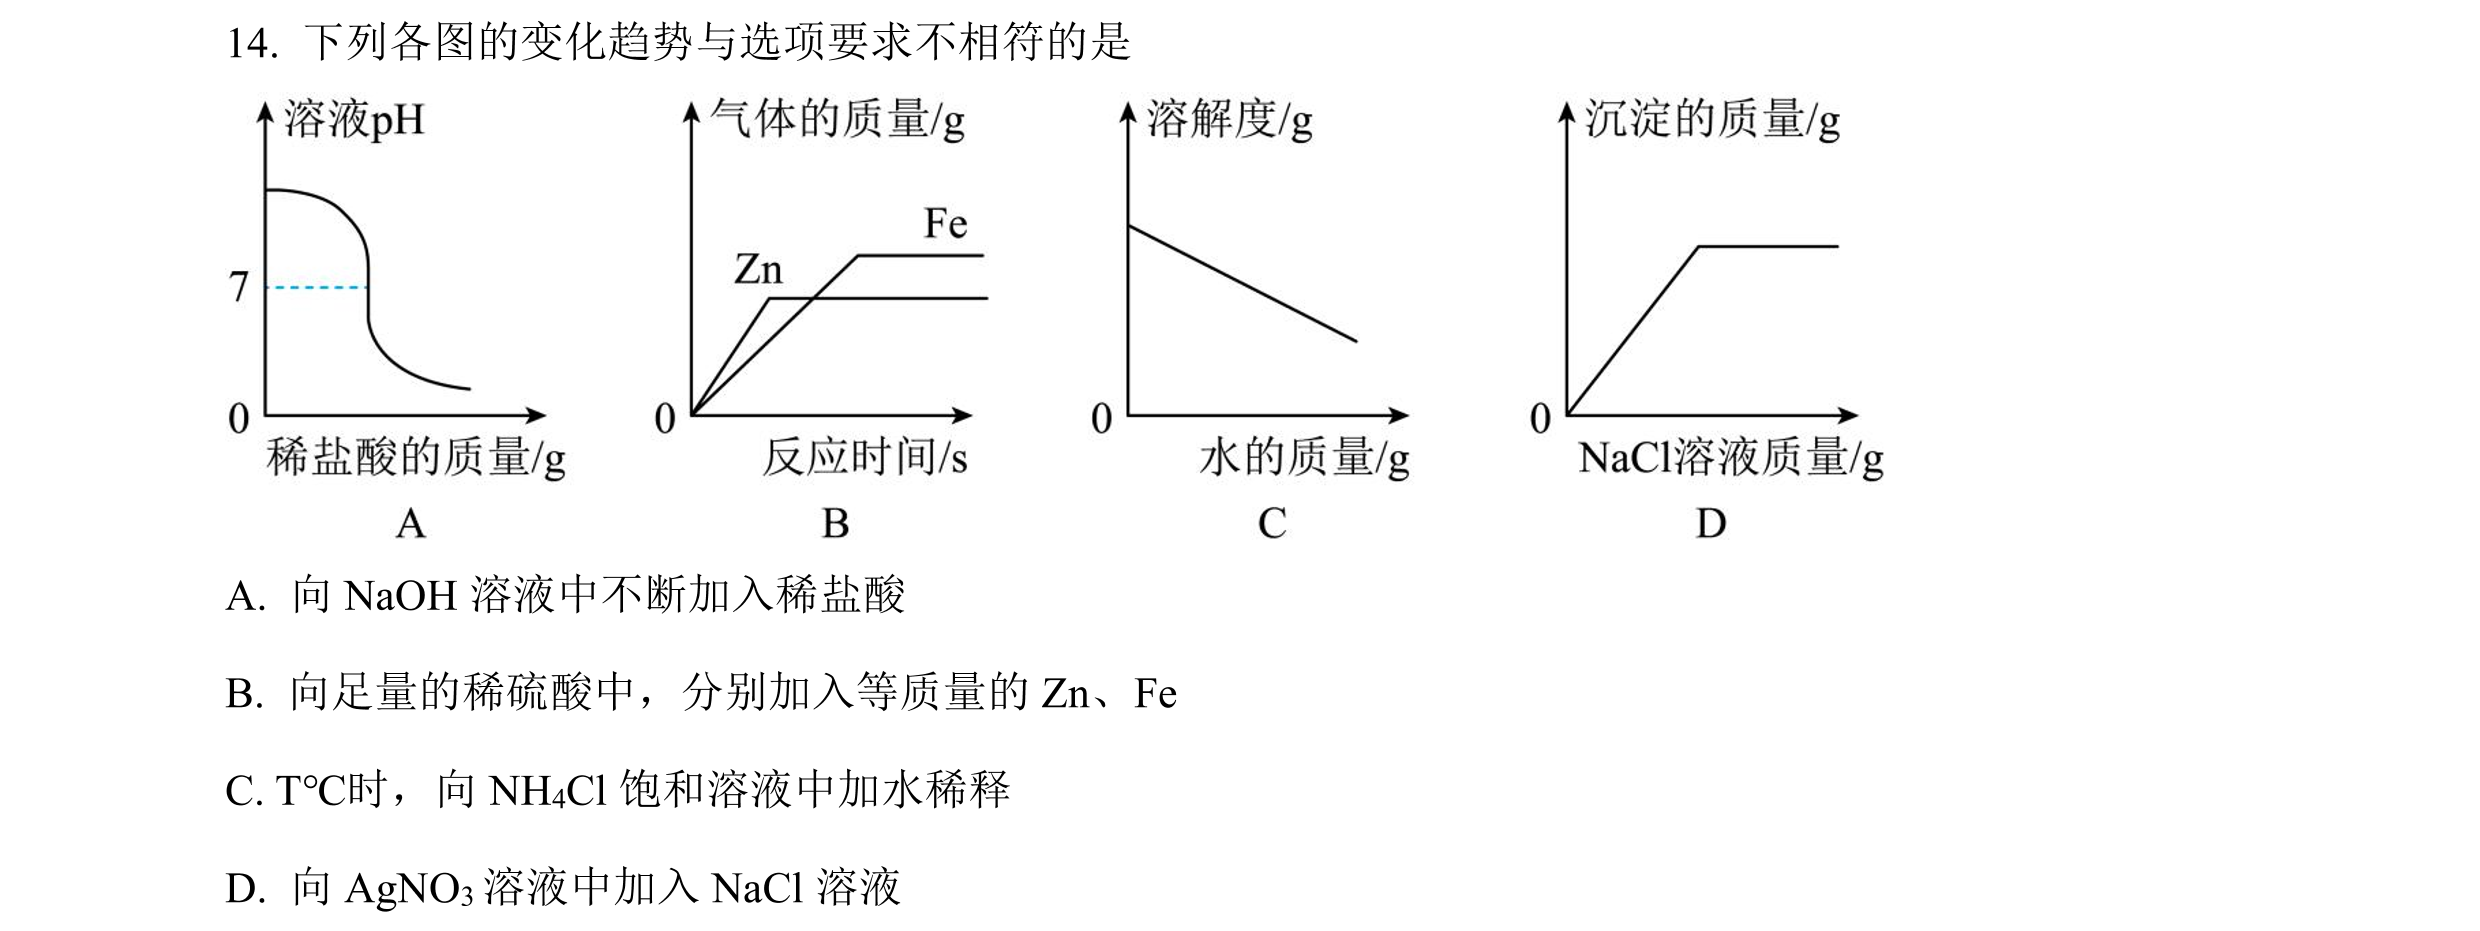 14. 下列各图的变化趋势与选项要求不相符的是
溶液pH
7
0
稀盐酸的质量/g
A
气体的质量/g
Fe
Zn
0
反应时间/s
B
溶解度/g
0
水的质量/g
C
沉淀的质量/g
0
NaCl溶液质量/g
D
A. 向 NaOH 溶液中不断加入稀盐酸
B. 向足量的稀硫酸中，分别加入等质量的 Zn、Fe
C. T℃时，向 NH₄Cl 饱和溶液中加水稀释
D. 向 AgNO₃ 溶液中加入 NaCl 溶液